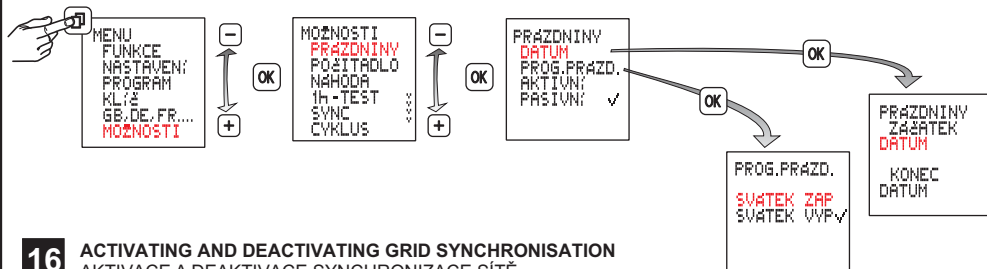 MENU
FUNKCE
NASTAVENÍ
PROGRAM
KLÍČ
GB,DE,FR....
MOŽNOSTI
−
OK
+
MOŽNOSTI
PRÁZDNINY
POČITADLO
NÁHODA
1h-TEST
SYNC
CYKLUS
−
OK
+
PRÁZDNINY
DATUM
PROG.PRÁZD.
AKTIVNÍ
PASIVNÍ ✓
OK
OK
PRÁZDNINY
ZAČÁTEK
DATUM
KONEC
DATUM
PROG.PRÁZD.
SVÁTEK ZAP
SVÁTEK VYP✓
16 ACTIVATING AND DEACTIVATING GRID SYNCHRONISATION